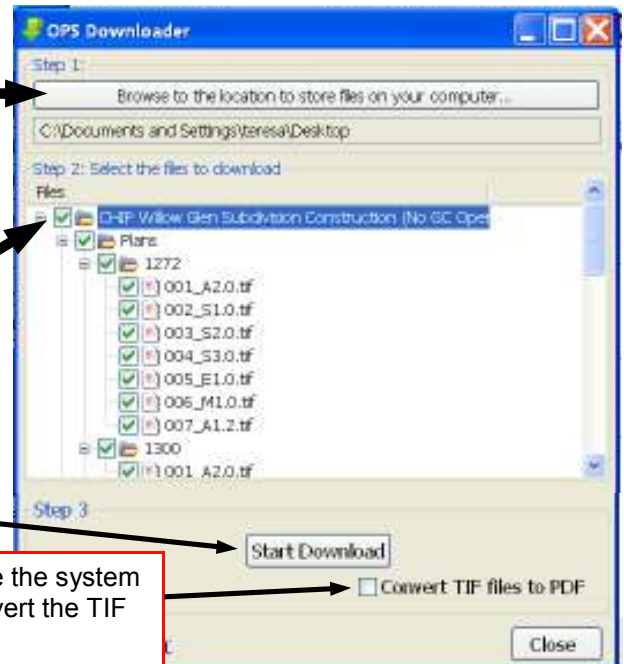 OPS Downloader
Step 1:
Browse to the location to store files on your computer...
C:\Documents and Settings\teresa\Desktop
Step 2: Select the files to download
Files
CHIP Willow Glen Subdivision Construction (No GC Oper
Plans
1272
001_A2.0.tif
002_S1.0.tif
003_S2.0.tif
004_S3.0.tif
005_E1.0.tif
006_M1.0.tif
007_A1.2.tif
1300
001_A2.0.tif
Step 3
Start Download
e the system
Convert TIF files to PDF
vert the TIF
Close